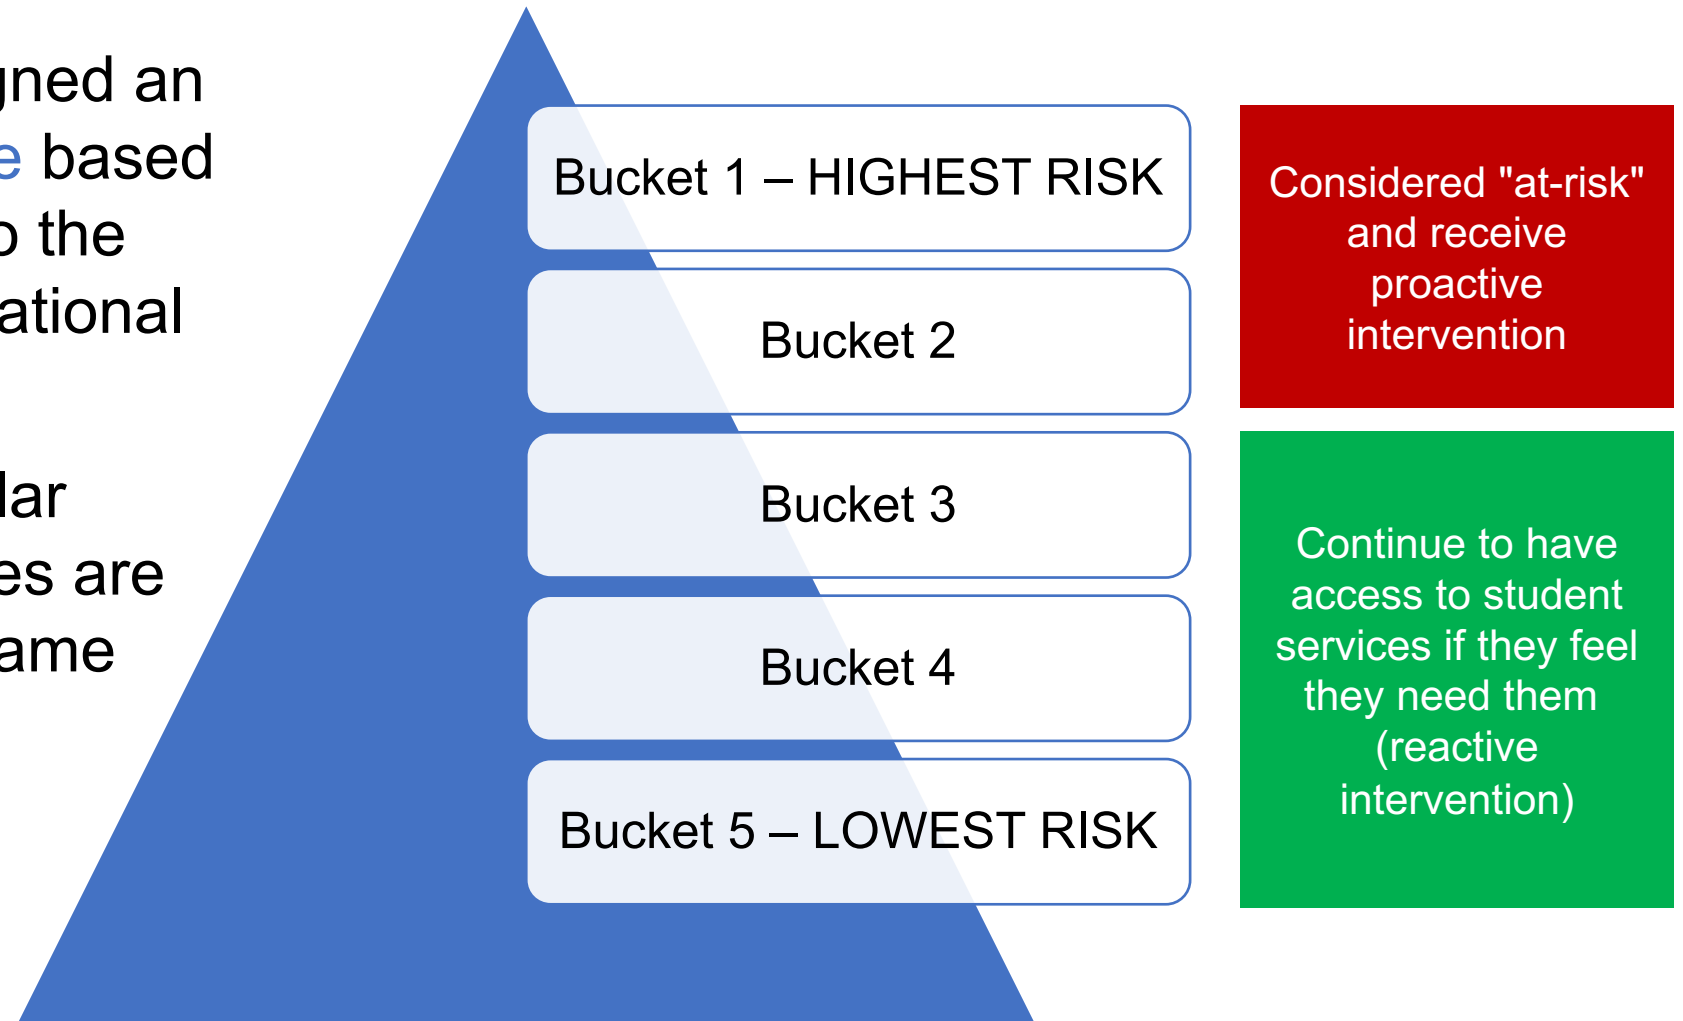 gned an
e based
o the
ational
lar
es are
ame
Bucket 1 – HIGHEST RISK
Bucket 2
Bucket 3
Bucket 4
Bucket 5 – LOWEST RISK
Considered "at-risk"
and receive
proactive
intervention
Continue to have
access to student
services if they feel
they need them
(reactive
intervention)